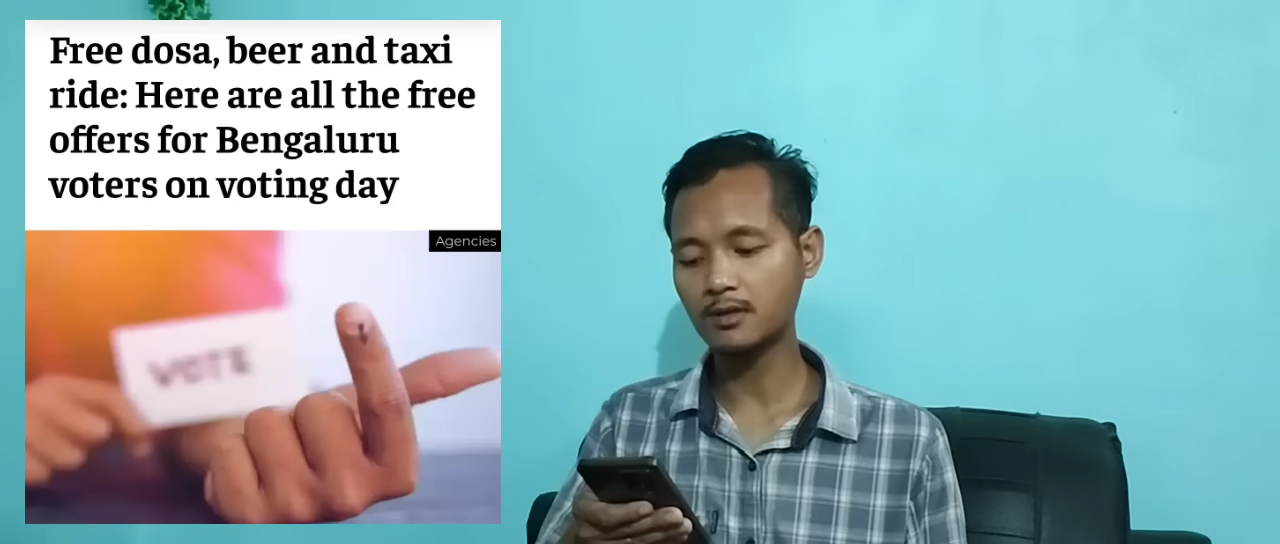 Free dosa, beer and taxi
ride: Here are all the free
offers for Bengaluru
voters on voting day
Agencies
VOTE